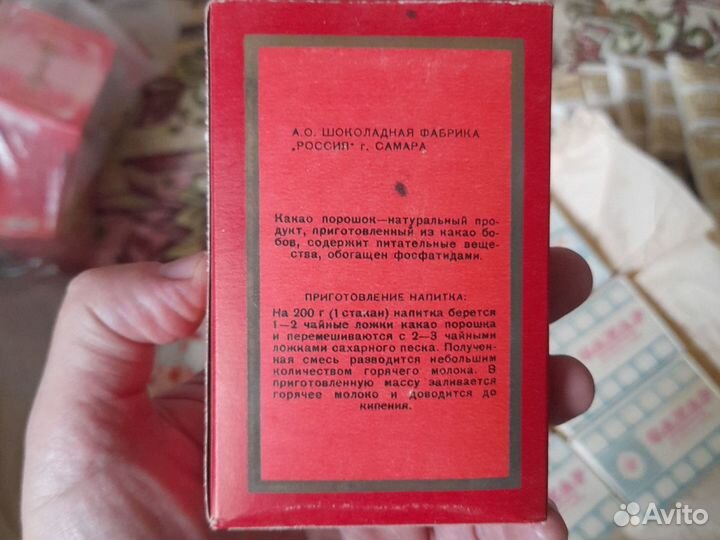 А.О. ШОКОЛАДНАЯ ФАБРИКА
„РОССИЯ" г. САМАРА
Какао порошок—натуральный про-
дукт, приготовленный из какао бо-
бов, содержит питательные веще-
ства, обогащен фосфатидами.
ПРИГОТОВЛЕНИЕ НАПИТКА:
На 200 г (1 стакан) напитка берется
1—2 чайные ложки какао порошка
и перемешиваются с 2—3 чайными
ложками сахарного песка. Получен-
ная смесь разводится небольшим
количеством горячего молока. В
приготовленную массу заливается
горячее молоко и доводится до
кипения.
САХАР
САХАР
Avito